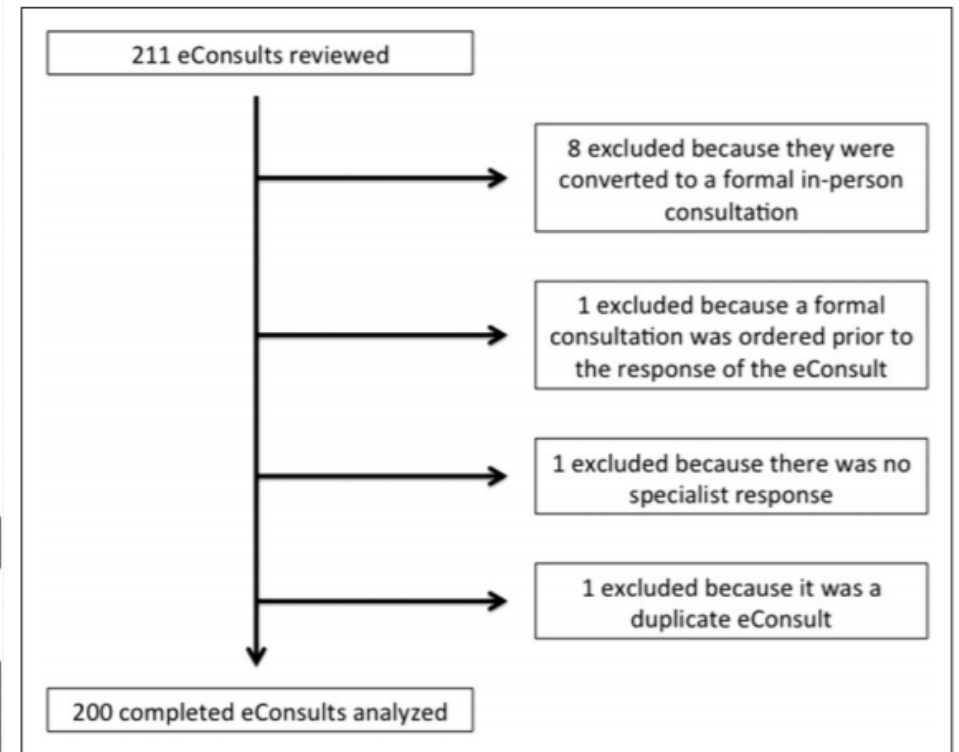 211 eConsults reviewed
8 excluded because they were
converted to a formal in-person
consultation
1 excluded because a formal
consultation was ordered prior to
the response of the eConsult
1 excluded because there was no
specialist response
1 excluded because it was a
duplicate eConsult
200 completed eConsults analyzed